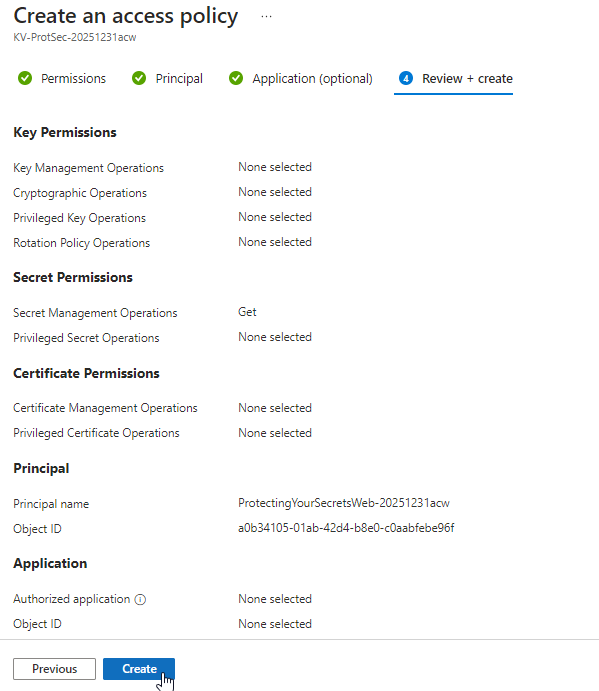 Create an access policy ...
KV-ProtSec-20251231acw
Permissions Principal Application (optional) 4 Review + create
Key Permissions
Key Management Operations None selected
Cryptographic Operations None selected
Privileged Key Operations None selected
Rotation Policy Operations None selected
Secret Permissions
Secret Management Operations Get
Privileged Secret Operations None selected
Certificate Permissions
Certificate Management Operations None selected
Privileged Certificate Operations None selected
Principal
Principal name ProtectingYourSecretsWeb-20251231acw
Object ID a0b34105-01ab-42d4-b8e0-c0aabfebe96f
Application
Authorized application None selected
Object ID None selected
Previous Create